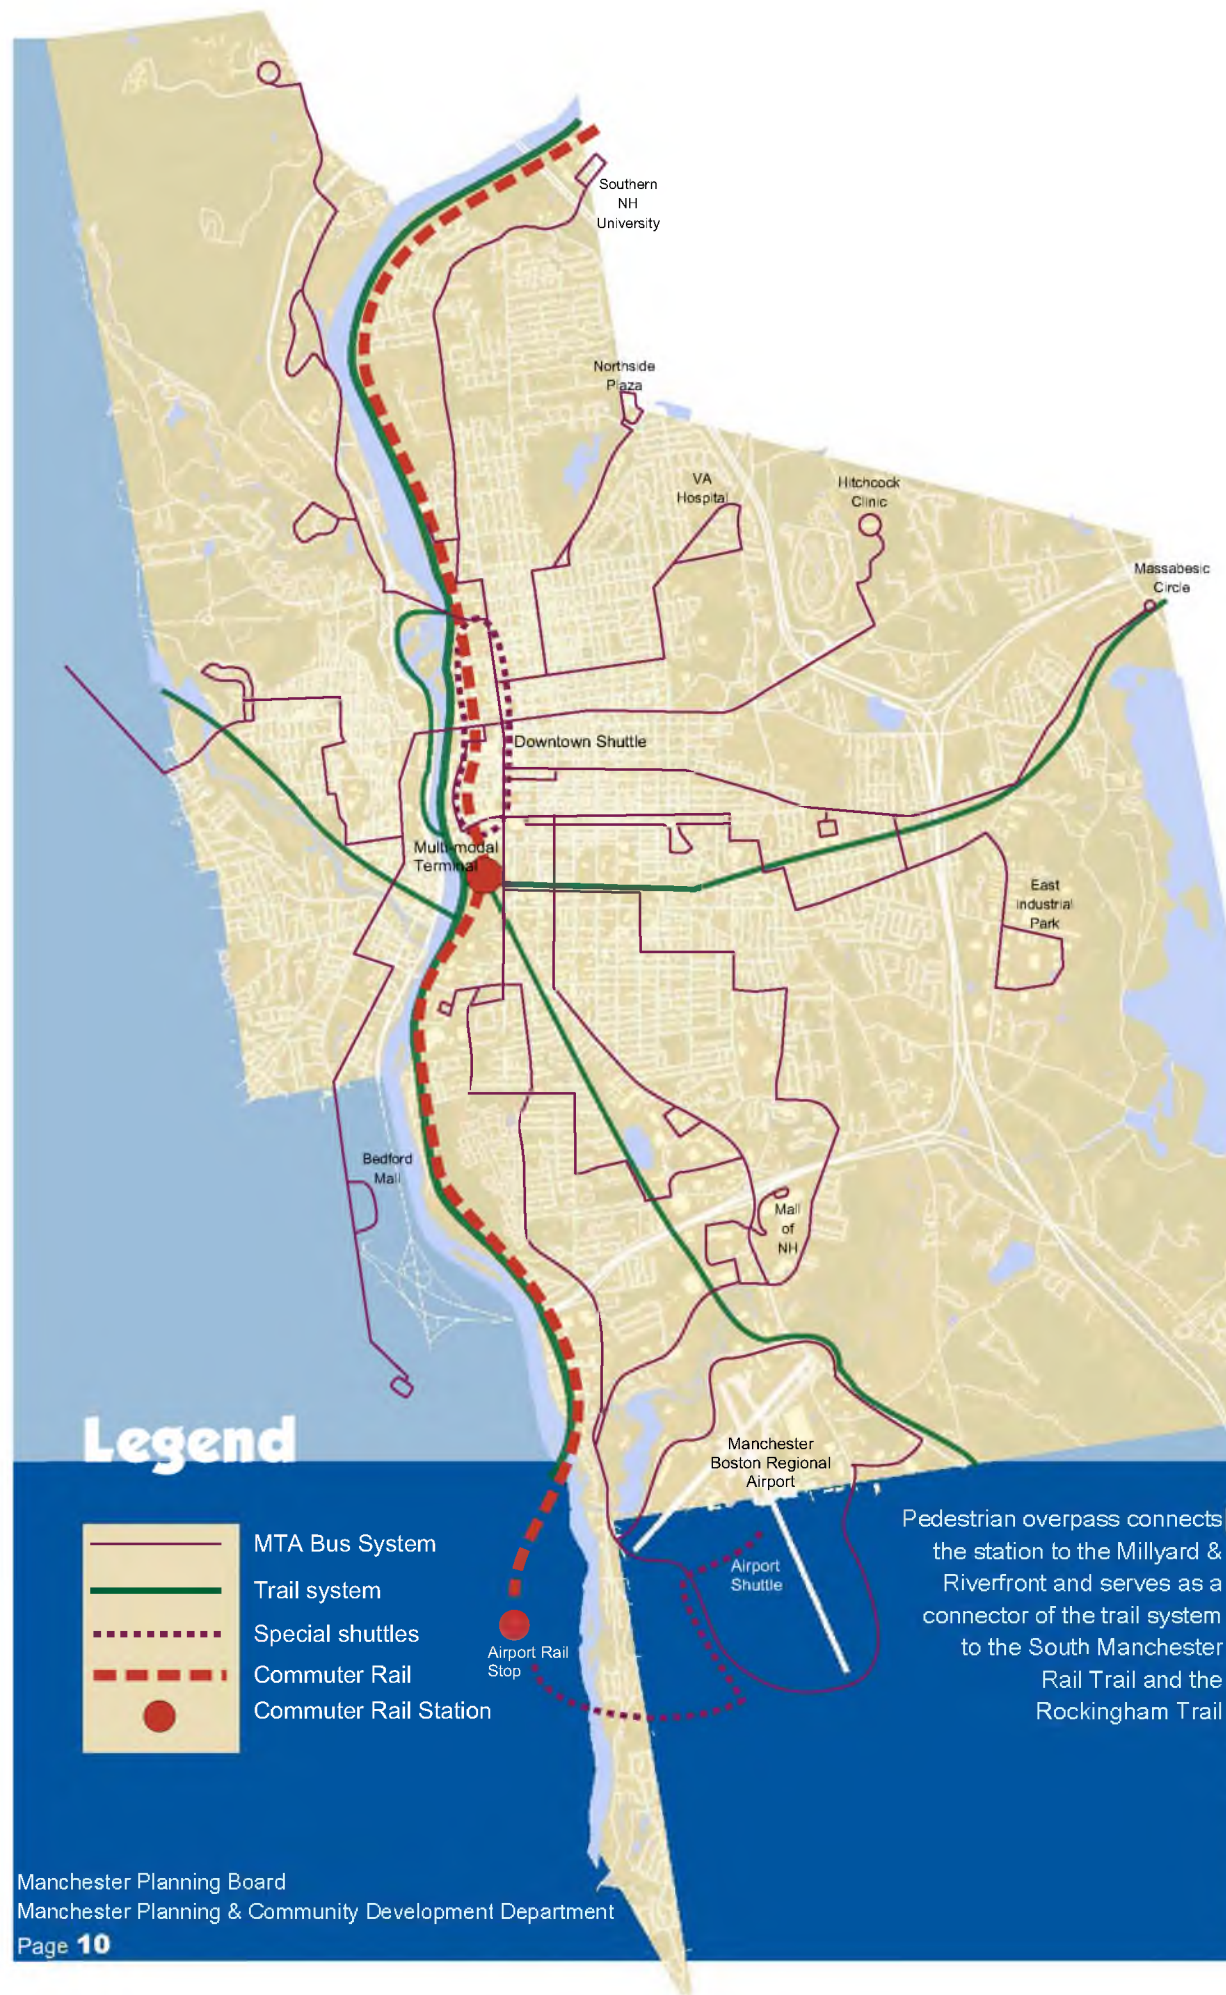 Southern
NH
University
Northside
Plaza
VA
Hospital
Hitchcock
Clinic
Massabesic
Circle
Downtown Shuttle
Multi-modal
Terminal
East
Industrial
Park
Bedford
Mall
Mall
of
NH
Manchester
Boston Regional
Airport
Legend
MTA Bus System
Trail system
Special shuttles
Commuter Rail
Commuter Rail Station
Airport
Shuttle
Airport Rail
Stop
Pedestrian overpass connects
the station to the Millyard &
Riverfront and serves as a
connector of the trail system
to the South Manchester
Rail Trail and the
Rockingham Trail
Manchester Planning Board
Manchester Planning & Community Development Department
Page 10